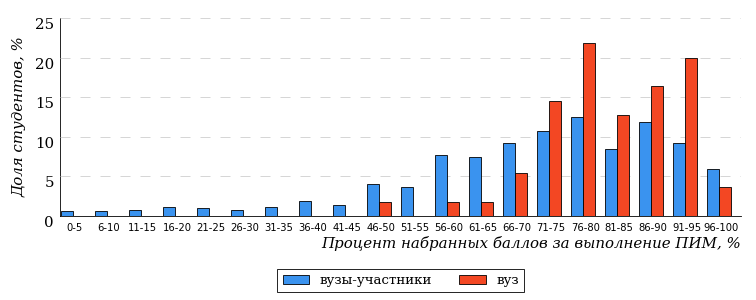 25
20
15
10
5
0
Доля студентов, %
0-5 6-10 11-15 16-20 21-25 26-30 31-35 36-40 41-45 46-50 51-55 56-60 61-65 66-70 71-75 76-80 81-85 86-90 91-95 96-100
Процент набранных баллов за выполнение ПИМ, %
вузы-участники вуз